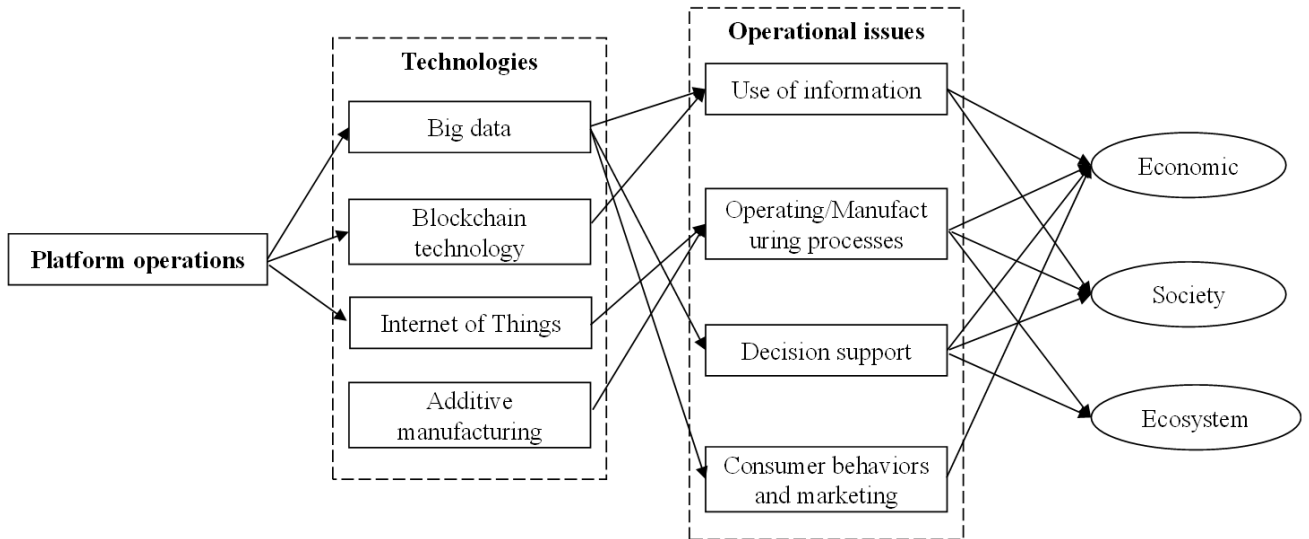 Platform operations
Technologies
Big data
Blockchain
technology
Internet of Things
Additive
manufacturing
Operational issues
Use of information
Operating/Manufact
uring processes
Decision support
Consumer behaviors
and marketing
Economic
Society
Ecosystem